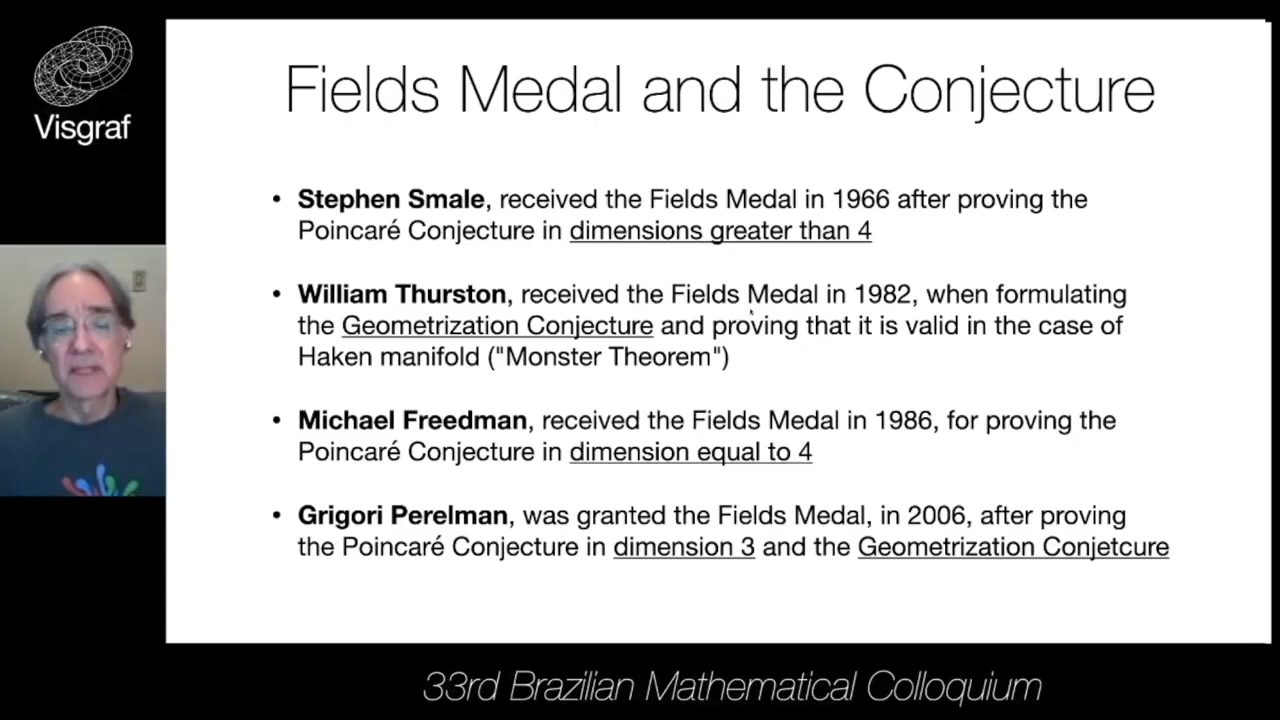 Visgraf
Fields Medal and the Conjecture
• Stephen Smale, received the Fields Medal in 1966 after proving the
Poincaré Conjecture in dimensions greater than 4
• William Thurston, received the Fields Medal in 1982, when formulating
the Geometrization Conjecture and proving that it is valid in the case of
Haken manifold ("Monster Theorem")
• Michael Freedman, received the Fields Medal in 1986, for proving the
Poincaré Conjecture in dimension equal to 4
• Grigori Perelman, was granted the Fields Medal, in 2006, after proving
the Poincaré Conjecture in dimension 3 and the Geometrization Conjetcure
33rd Brazilian Mathematical Colloquium